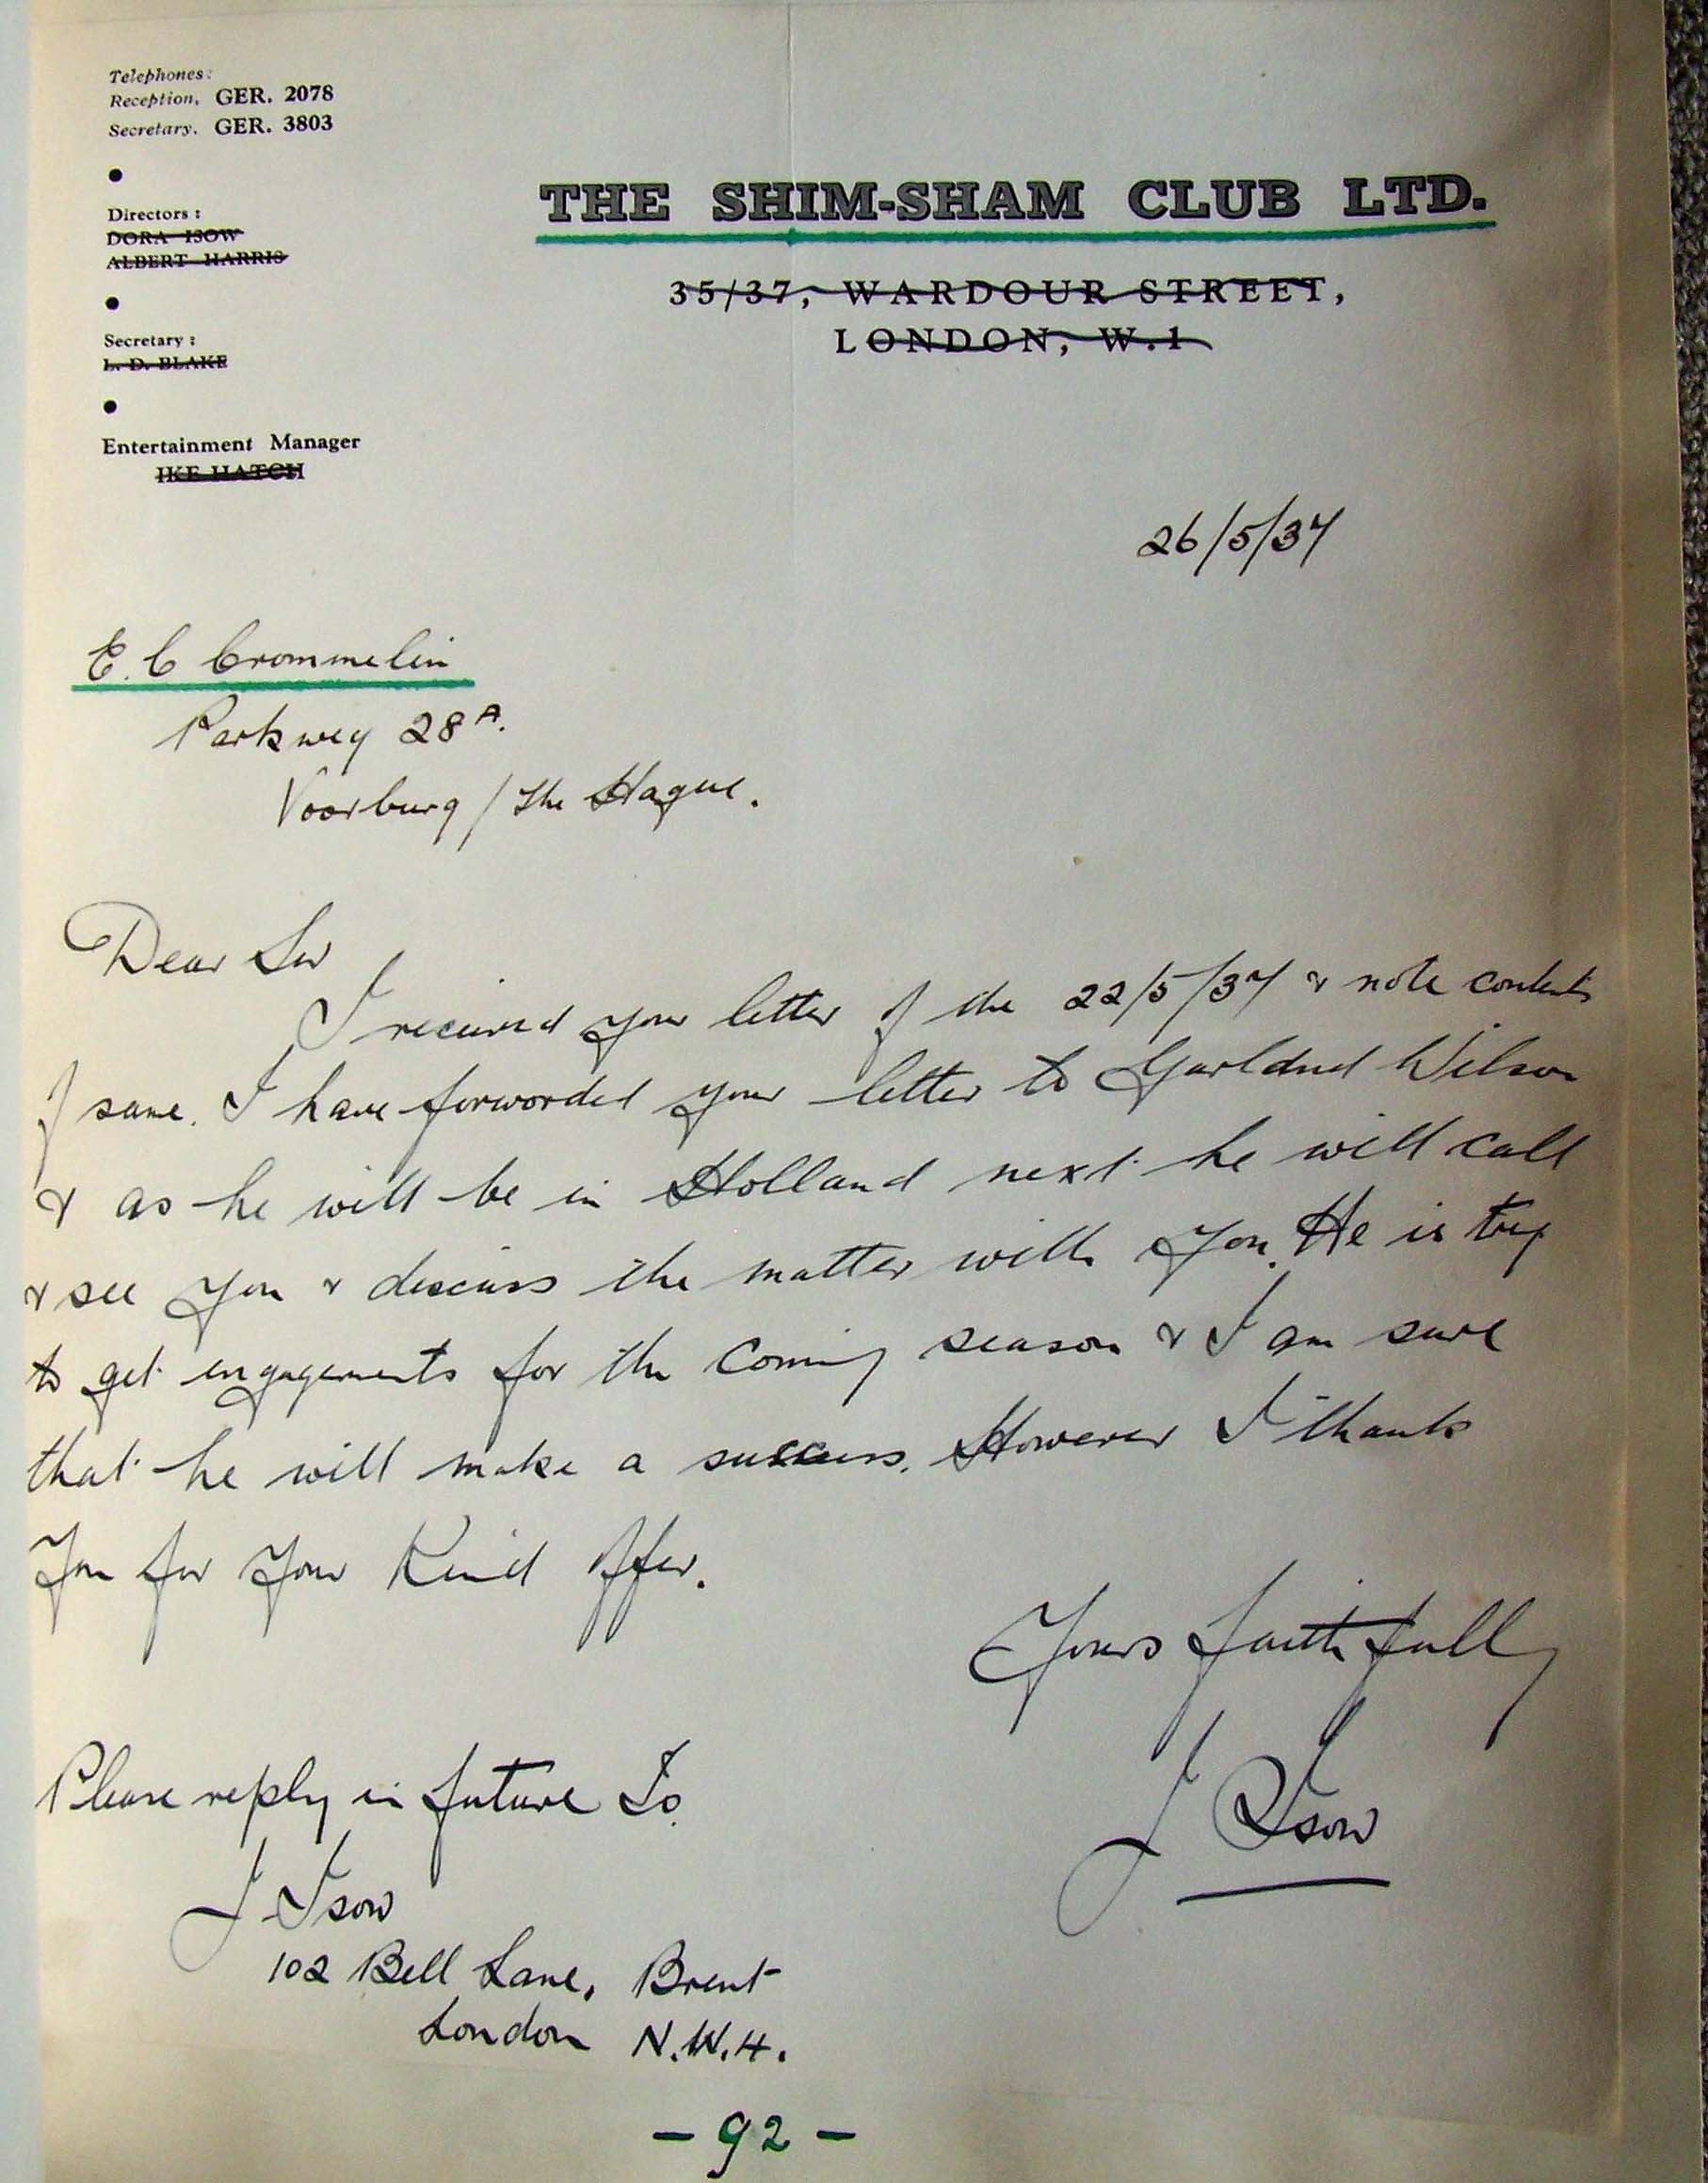 Telephones:
Reception, GER. 2078
Secretary, GER. 3803
Directors :
DORA ISOW
ALBERT HARRIS
Secretary :
L. D. BLAKE
Entertainment Manager
IKE HATCH
THE SHIM-SHAM CLUB LTD.
35/37, WARDOUR STREET,
LONDON, W.1
26/5/37
E. C Crommelin
Parkweg 28A.
Voorburg / The Hague.
Dear Sir
I received your letter of the 22/5/37 & note contents
of same. I have forworded your letter to Garland Wilson
& as he will be in Holland next he will call
& see you & discuss the matter with you. He is try
to get engagements for the coming season & I am sure
that he will make a success. However I thank
you for your Kind offer.
Yours faithfully
J Isow
Please reply in future To
J Isow
102 Bell Lane, Brent
London N.W.4.
- 92 -